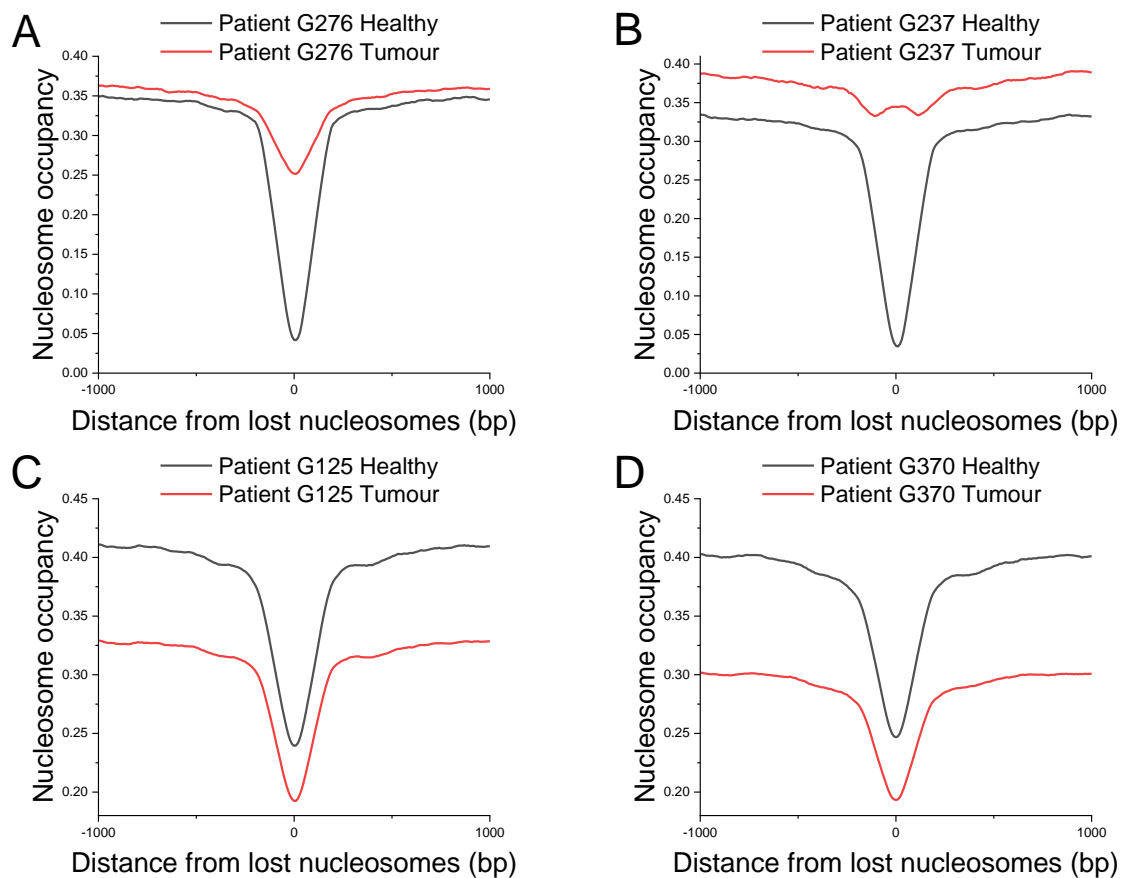 A
Patient G276 Healthy
Patient G276 Tumour
Nucleosome occupancy
0.40
0.35
0.30
0.25
0.20
0.15
0.10
0.05
0.00
-1000 0 1000
Distance from lost nucleosomes (bp)
B
Patient G237 Healthy
Patient G237 Tumour
Nucleosome occupancy
0.40
0.35
0.30
0.25
0.20
0.15
0.10
0.05
0.00
-1000 0 1000
Distance from lost nucleosomes (bp)
C
Patient G125 Healthy
Patient G125 Tumour
Nucleosome occupancy
0.45
0.40
0.35
0.30
0.25
0.20
-1000 0 1000
Distance from lost nucleosomes (bp)
D
Patient G370 Healthy
Patient G370 Tumour
Nucleosome occupancy
0.45
0.40
0.35
0.30
0.25
0.20
-1000 0 1000
Distance from lost nucleosomes (bp)